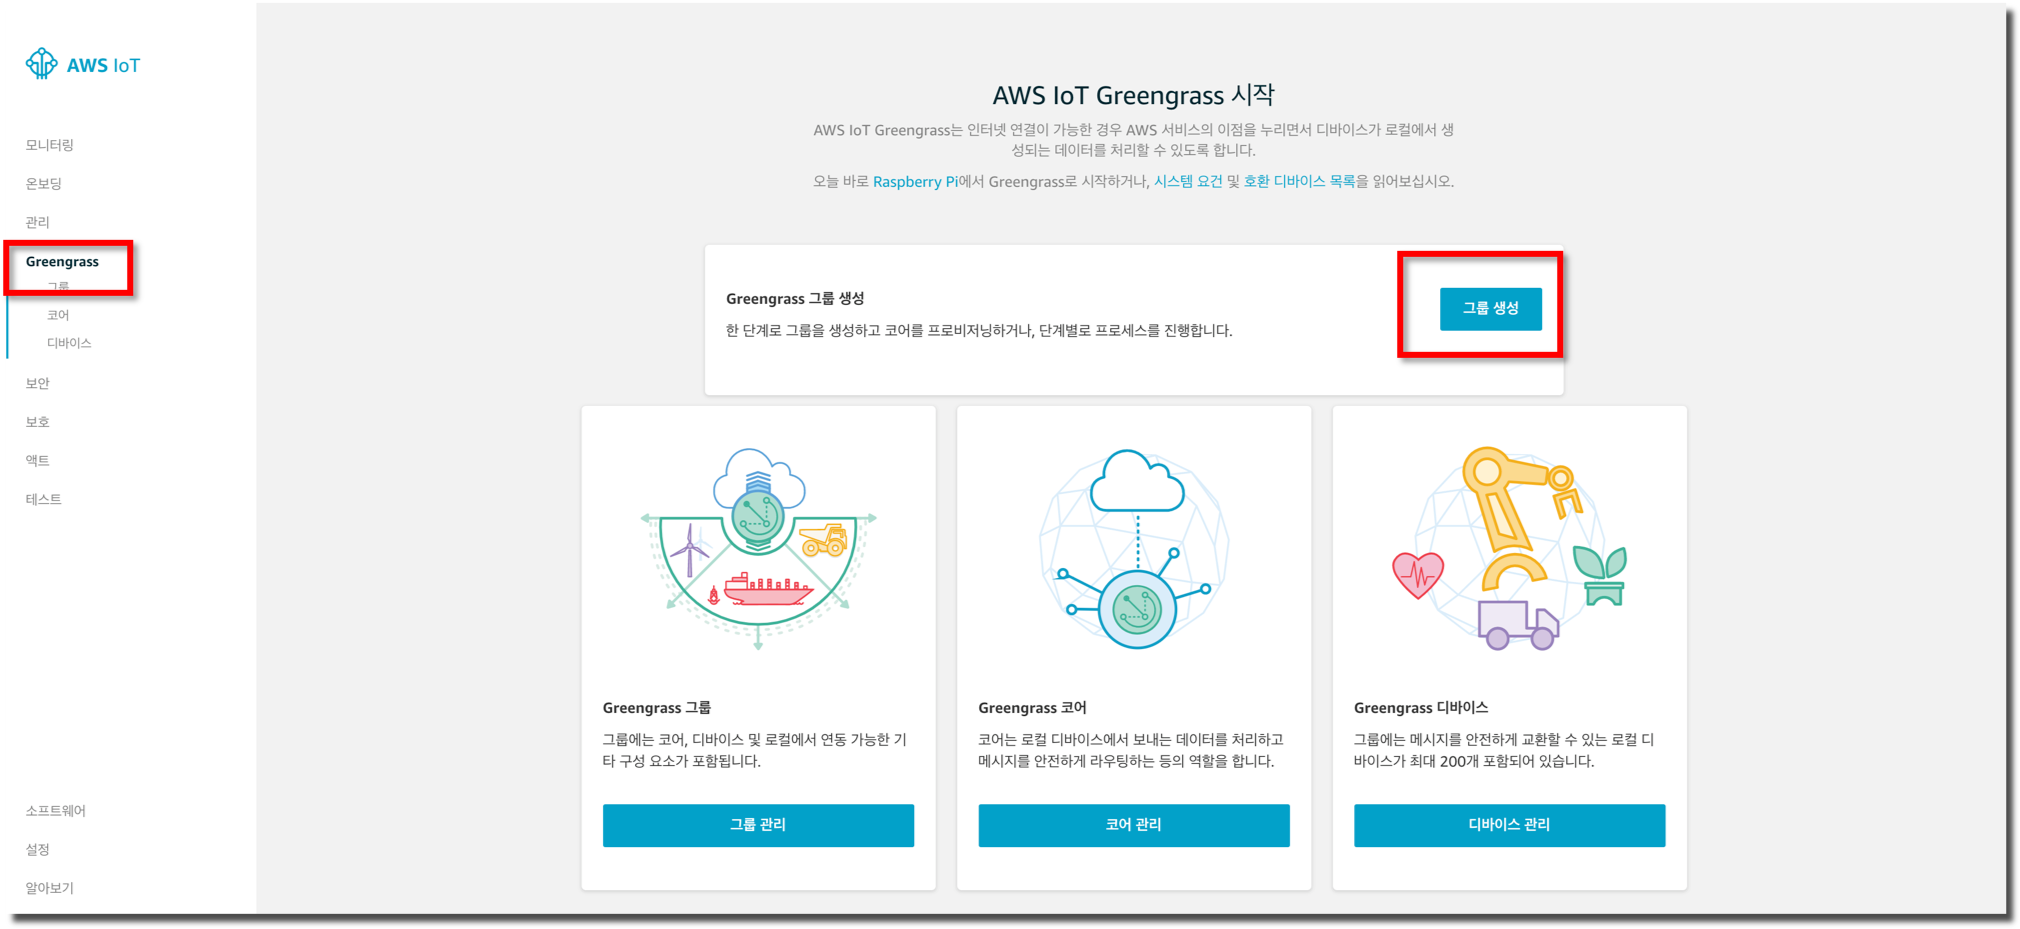 AWS IoT
모니터링
온보딩
관리
Greengrass
그룹
코어
디바이스
보안
보호
액트
테스트
소프트웨어
설정
알아보기
AWS IoT Greengrass 시작
AWS IoT Greengrass는 인터넷 연결이 가능한 경우 AWS 서비스의 이점을 누리면서 디바이스가 로컬에서 생
성되는 데이터를 처리할 수 있도록 합니다.
오늘 바로 Raspberry Pi에서 Greengrass로 시작하거나, 시스템 요건 및 호환 디바이스 목록을 읽어보십시오.
Greengrass 그룹 생성
한 단계로 그룹을 생성하고 코어를 프로비저닝하거나, 단계별로 프로세스를 진행합니다.
그룹 생성
Greengrass 그룹
그룹에는 코어, 디바이스 및 로컬에서 연동 가능한 기
타 구성 요소가 포함됩니다.
그룹 관리
Greengrass 코어
코어는 로컬 디바이스에서 보내는 데이터를 처리하고
메시지를 안전하게 라우팅하는 등의 역할을 합니다.
코어 관리
Greengrass 디바이스
그룹에는 메시지를 안전하게 교환할 수 있는 로컬 디
바이스가 최대 200개 포함되어 있습니다.
디바이스 관리